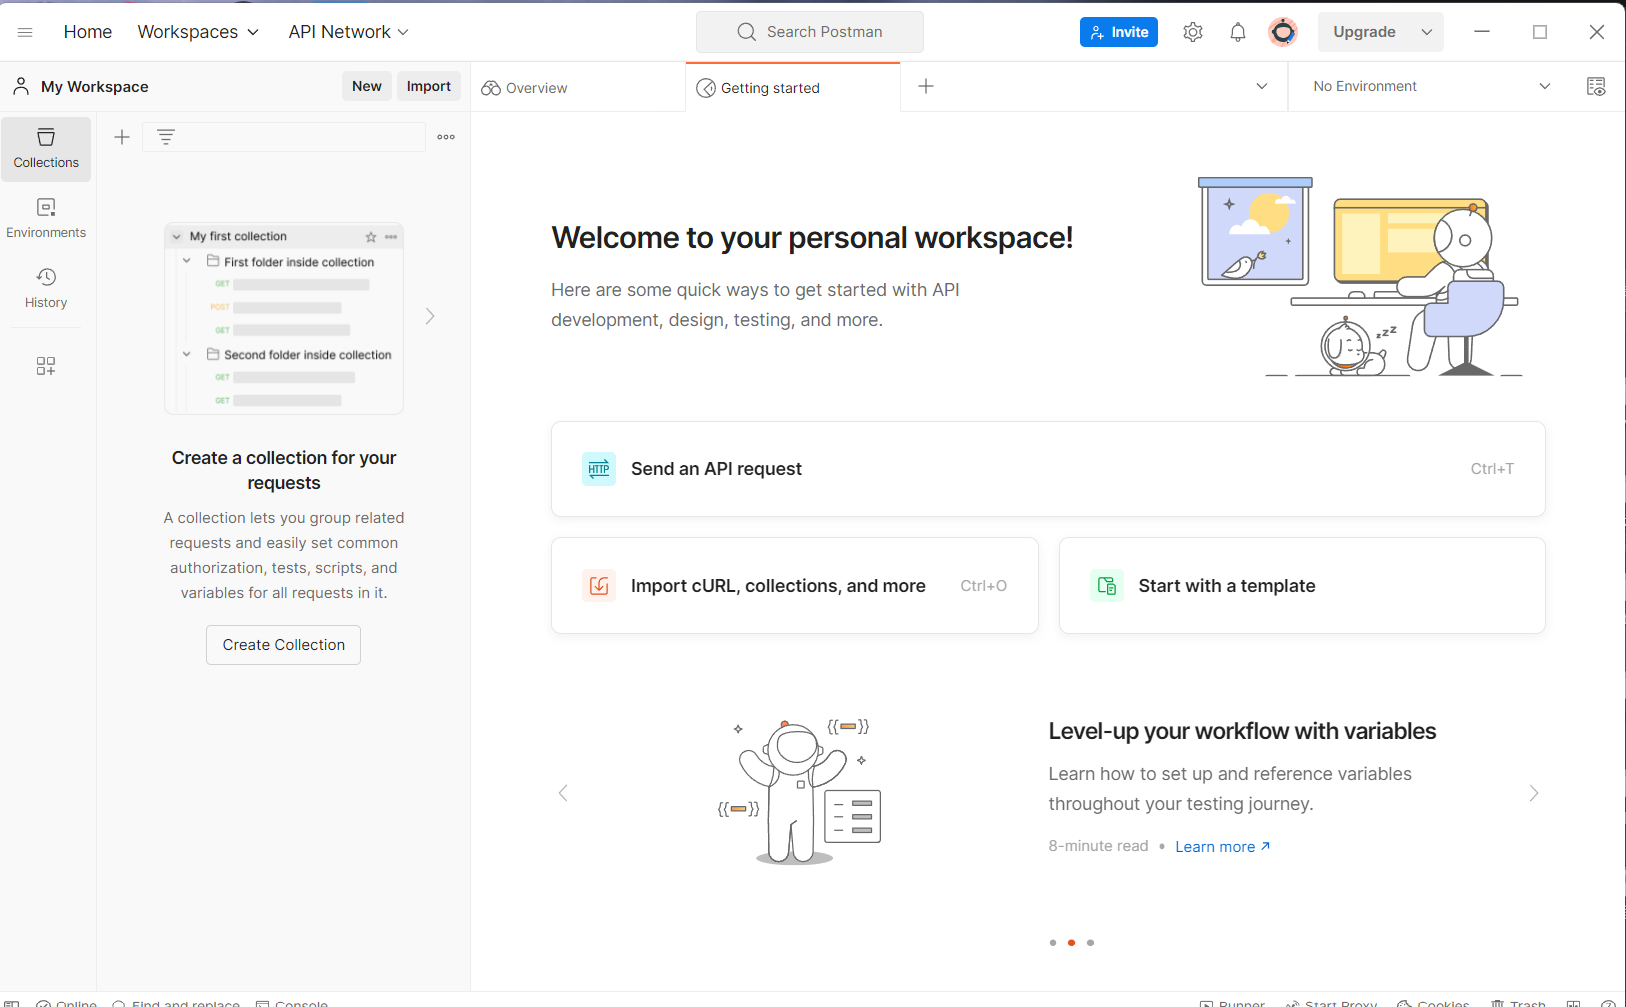 Home
Workspaces
API Network
Search Postman
Invite
Upgrade
My Workspace
New
Import
Overview
Getting started
No Environment
Collections
Environments
History
My first collection
First folder inside collection
GET
POST
GET
Second folder inside collection
GET
GET
Create a collection for your
requests
A collection lets you group related
requests and easily set common
authorization, tests, scripts, and
variables for all requests in it.
Create Collection
Welcome to your personal workspace!
Here are some quick ways to get started with API
development, design, testing, and more.
zzZ
HTTP
Send an API request
Ctrl+T
Import cURL, collections, and more
Ctrl+O
Start with a template
Level-up your workflow with variables
Learn how to set up and reference variables
throughout your testing journey.
8-minute read • Learn more
Online
Find and replace
Console
Runner
Start Proxy
Cookies
Trash